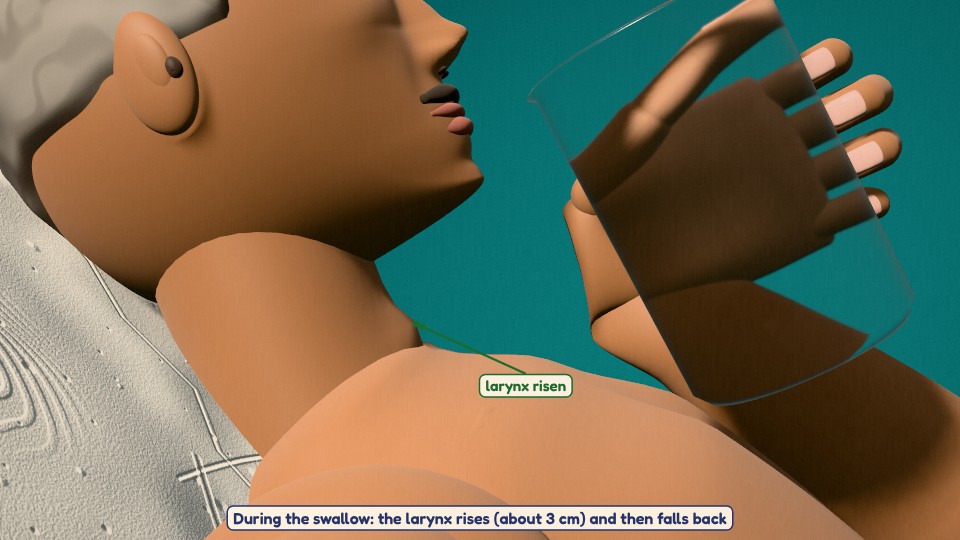 larynx risen
During the swallow: the larynx rises (about 3 cm) and then falls back